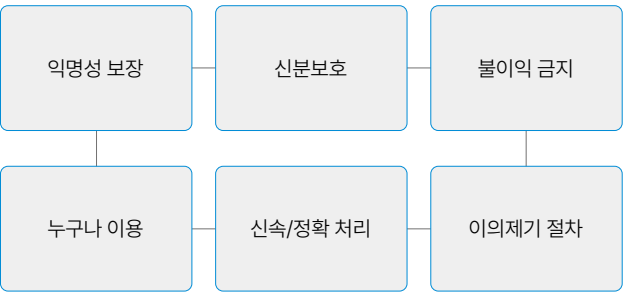 익명성 보장
신분보호
불이익 금지
누구나 이용
신속/정확 처리
이의제기 절차